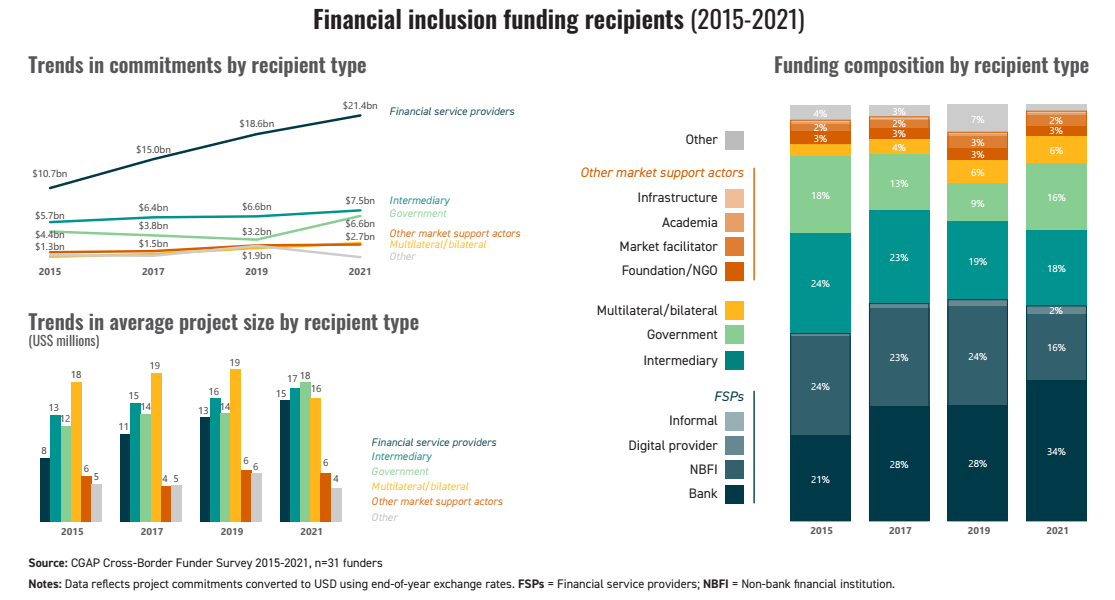 Financial inclusion funding recipients (2015-2021)
Trends in commitments by recipient type
$21.4bn
Financial service providers
$18.6bn
$15.0bn
$10.7bn
$7.5bn
Intermediary
$5.7bn
$6.4bn
$6.6bn
Government
$6.6bn
$4.4bn
$3.8bn
$3.2bn
Other market support actors
$2.7bn
$1.3bn
$1.5bn
Multilateral/bilateral
$1.9bn
Other
2015
2017
2019
2021
Trends in average project size by recipient type
(US$ millions)
8
13
12
18
6
5
11
15
14
19
4
5
13
16
14
19
6
6
15
17
18
16
6
4
2015
2017
2019
2021
Financial service providers
Intermediary
Government
Multilateral/bilateral
Other market support actors
Other
Funding composition by recipient type
Other
Other market support actors
Infrastructure
Academia
Market facilitator
Foundation/NGO
Multilateral/bilateral
Government
Intermediary
FSPs
Informal
Digital provider
NBFI
Bank
4%
2%
3%
18%
24%
24%
21%
2015
3%
2%
3%
4%
13%
23%
23%
28%
2017
7%
3%
3%
6%
9%
19%
24%
28%
2019
2%
3%
6%
16%
18%
2%
16%
34%
2021
Source: CGAP Cross-Border Funder Survey 2015-2021, n=31 funders
Notes: Data reflects project commitments converted to USD using end-of-year exchange rates. FSPs = Financial service providers; NBFI = Non-bank financial institution.